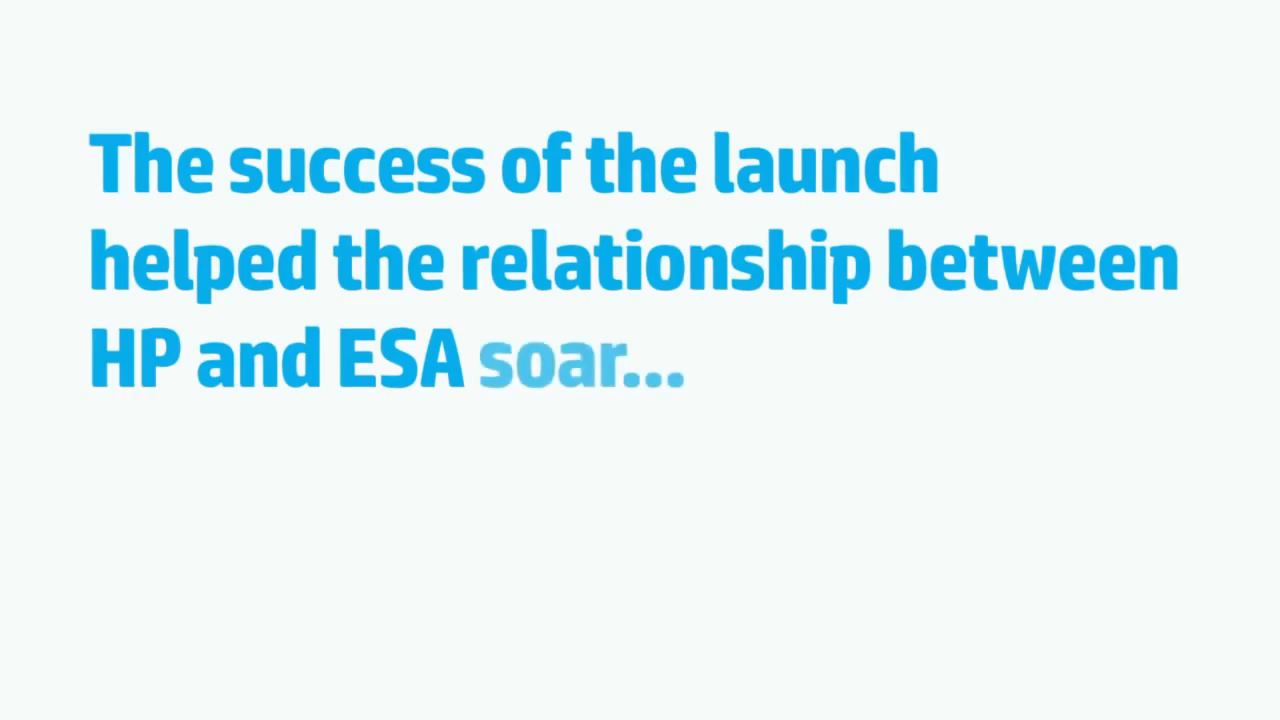 The success of the launch
helped the relationship between
HP and ESA soar...